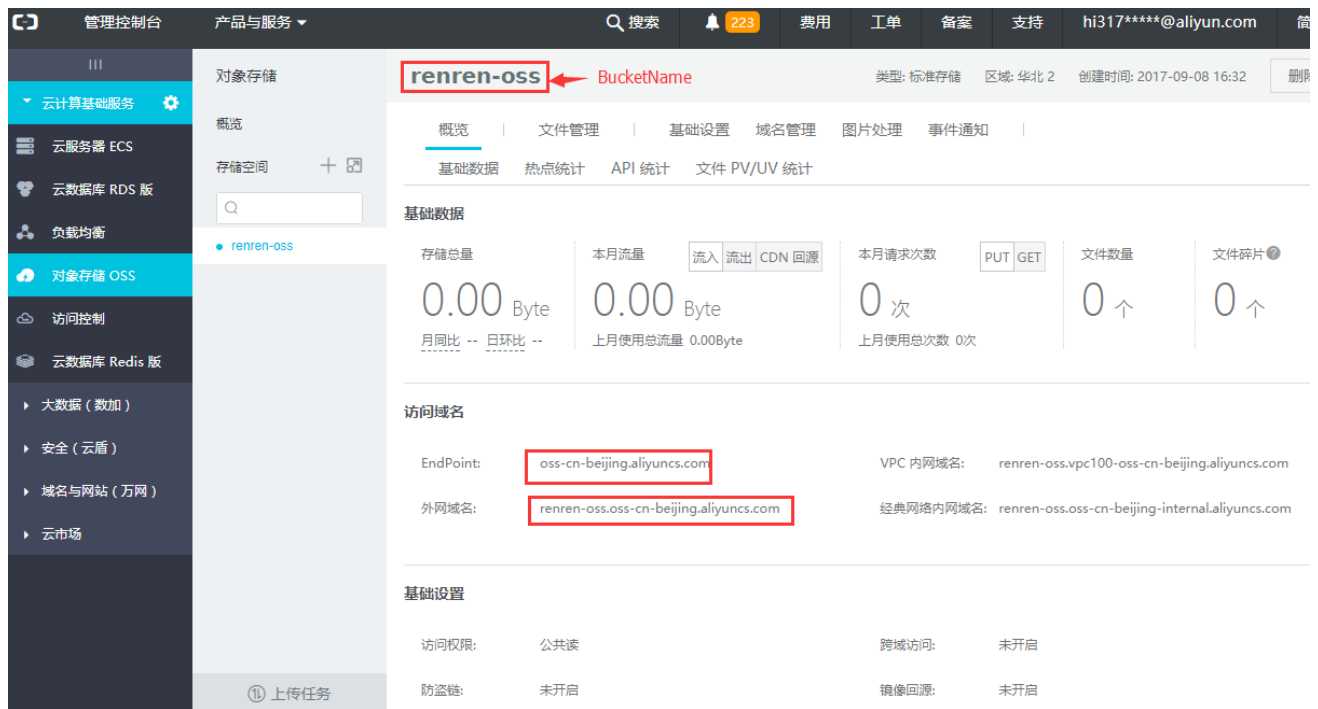 管理控制台 产品与服务 搜索 223 费用 工单 备案 支持 hi317*****@aliyun.com 简
云计算基础服务
云服务器 ECS
云数据库 RDS 版
负载均衡
对象存储 OSS
访问控制
云数据库 Redis 版
大数据（数加）
安全（云盾）
域名与网站（万网）
云市场
对象存储
概览
存储空间
renren-oss
上传任务
renren-oss BucketName 类型: 标准存储 区域: 华北 2 创建时间: 2017-09-08 16:32 删除
概览 文件管理 基础设置 域名管理 图片处理 事件通知
基础数据 热点统计 API 统计 文件 PV/UV 统计
基础数据
存储总量 本月流量 流入 流出 CDN 回源 本月请求次数 PUT GET 文件数量 文件碎片
0.00 Byte 0.00 Byte 0 次 0 个 0 个
月同比 -- 日环比 -- 上月使用总流量 0.00Byte 上月使用总次数 0次
访问域名
EndPoint: oss-cn-beijing.aliyuncs.com VPC 内网域名: renren-oss.vpc100-oss-cn-beijing.aliyuncs.com
外网域名: renren-oss.oss-cn-beijing.aliyuncs.com 经典网络内网域名: renren-oss.oss-cn-beijing-internal.aliyuncs.com
基础设置
访问权限: 公共读 跨域访问: 未开启
防盗链: 未开启 镜像回源: 未开启